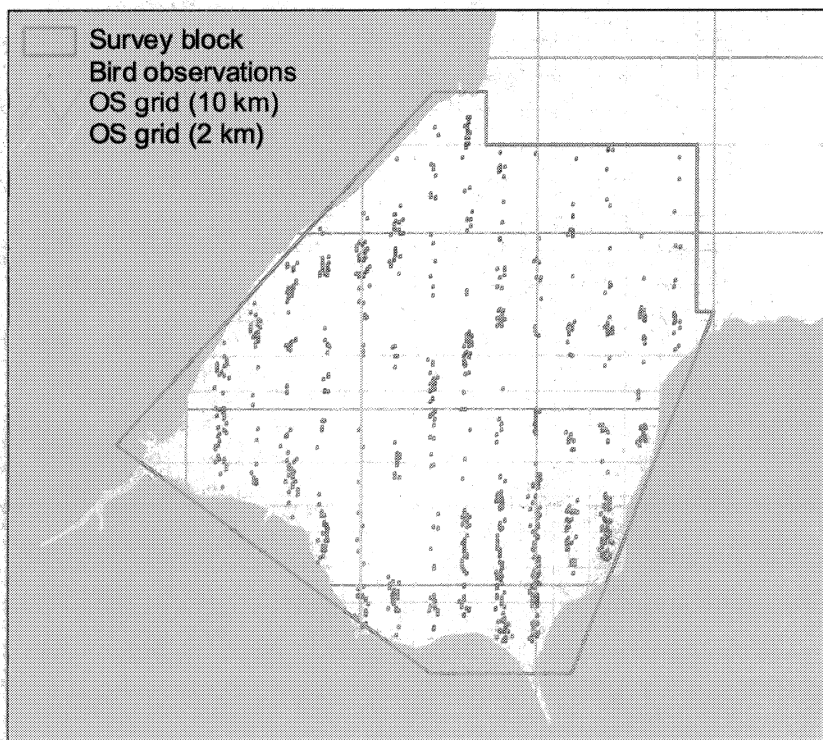 Survey block
Bird observations
OS grid (10 km)
OS grid (2 km)